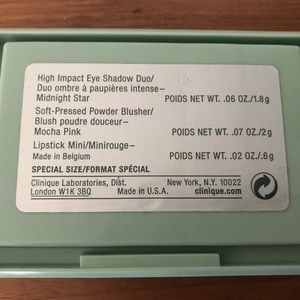 High Impact Eye Shadow Duo/
Duo ombre à paupières intense–
Midnight Star POIDS NET WT. .06 OZ./1.8 g
Soft-Pressed Powder Blusher/
Blush poudre douceur–
Mocha Pink POIDS NET WT. .07 OZ./2 g
Lipstick Mini/Minirouge–
Made in Belgium POIDS NET WT. .02 OZ./.6 g
SPECIAL SIZE/FORMAT SPÉCIAL
Clinique Laboratories, Dist. New York, N.Y. 10022
London W1K 3BQ Made in U.S.A. clinique.com